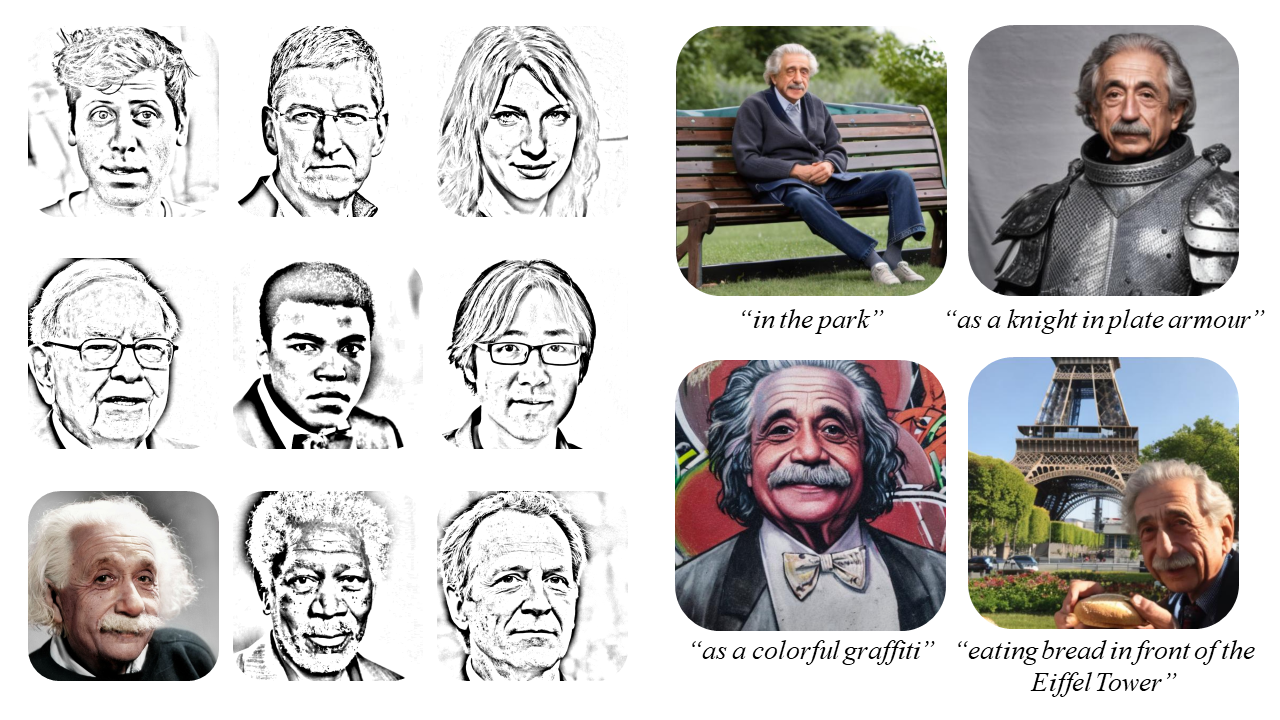 “in the park”
“as a knight in plate armour”
“as a colorful graffiti”
“eating bread in front of the
Eiffel Tower”